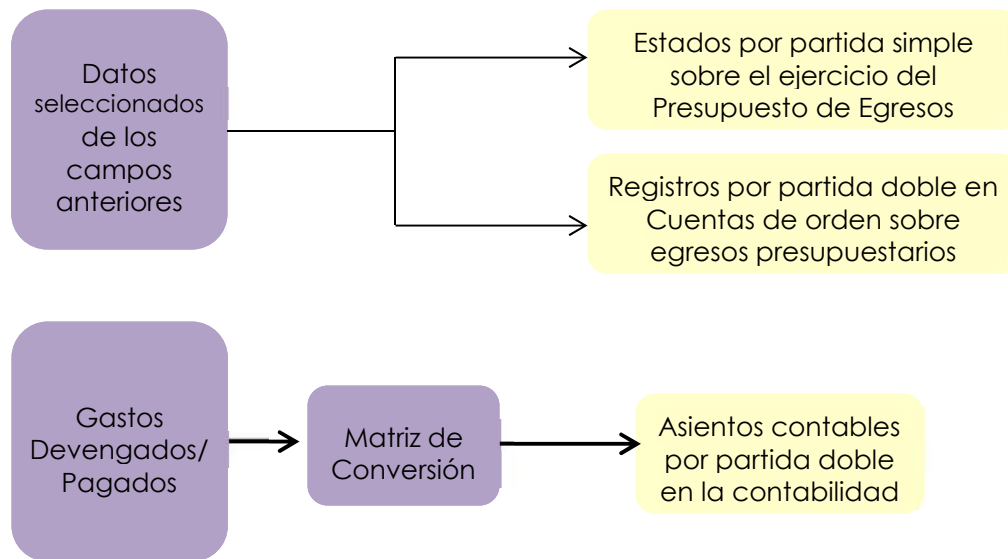 Datos
seleccionados
de los
campos
anteriores
Estados por partida simple
sobre el ejercicio del
Presupuesto de Egresos
Registros por partida doble en
Cuentas de orden sobre
egresos presupuestarios
Gastos
Devengados/
Pagados
Matriz de
Conversión
Asientos contables
por partida doble
en la contabilidad